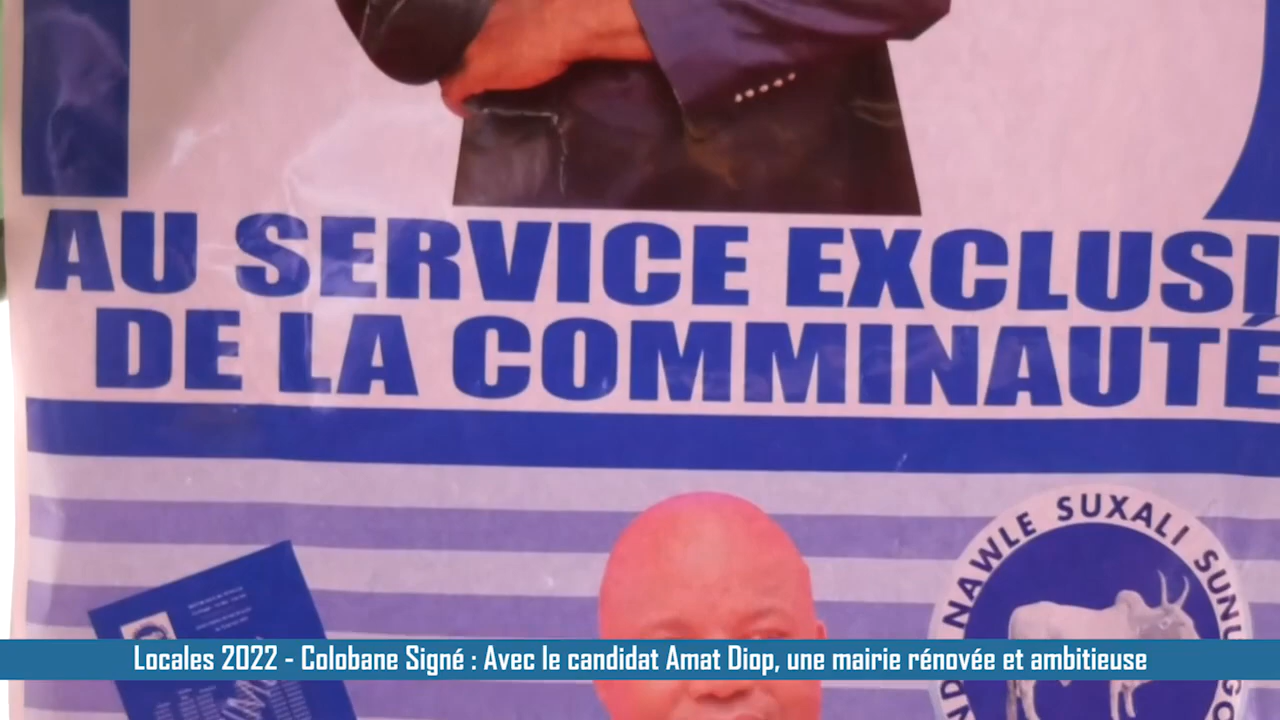 AU SERVICE EXCLUSI
DE LA COMMINAUTÉ
NAWLE SUXALI SUNU
Locales 2022 - Colobane Signé : Avec le candidat Amat Diop, une mairie rénovée et ambitieuse